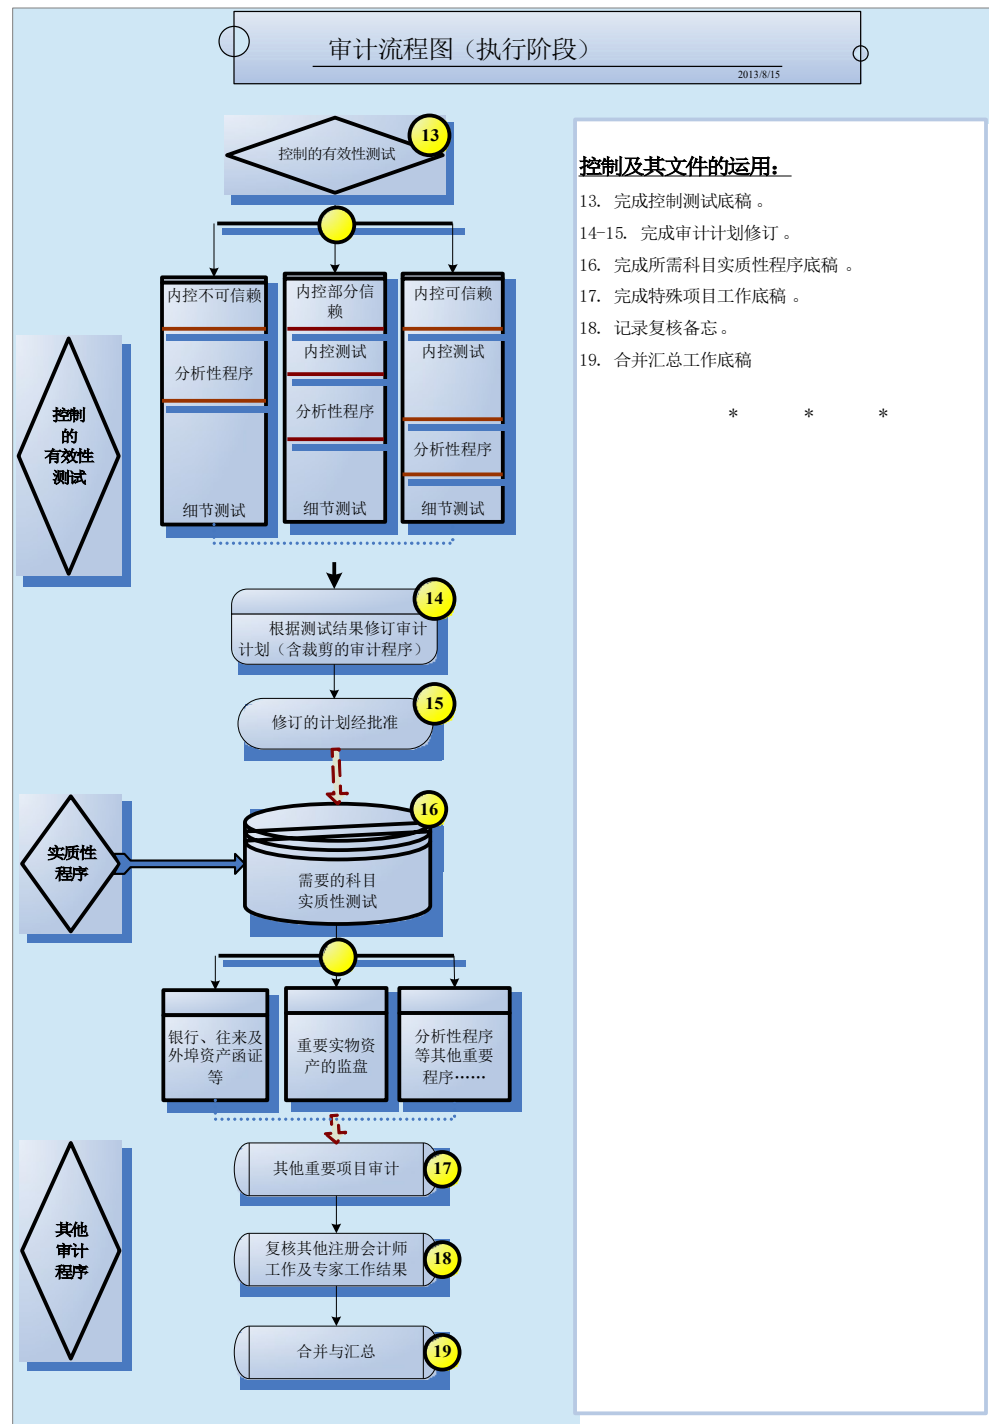 审计流程图（执行阶段）
2013/8/15
13
控制的有效性测试
控制及其文件的运用：
13. 完成控制测试底稿。
14-15. 完成审计计划修订。
16. 完成所需科目实质性程序底稿。
17. 完成特殊项目工作底稿。
18. 记录复核备忘。
19. 合并汇总工作底稿
* * *
控制
的
有效性
测试
内控不可信赖
分析性程序
细节测试
内控部分信
赖
内控测试
分析性程序
细节测试
内控可信赖
内控测试
分析性程序
细节测试
14
根据测试结果修订审计
计划（含裁剪的审计程序）
15
修订的计划经批准
16
实质性
程序
需要的科目
实质性测试
银行、往来及
外埠资产函证
等
重要实物资
产的监盘
分析性程序
等其他重要
程序……
其他
审计
程序
其他重要项目审计
17
复核其他注册会计师
工作及专家工作结果
18
合并与汇总
19